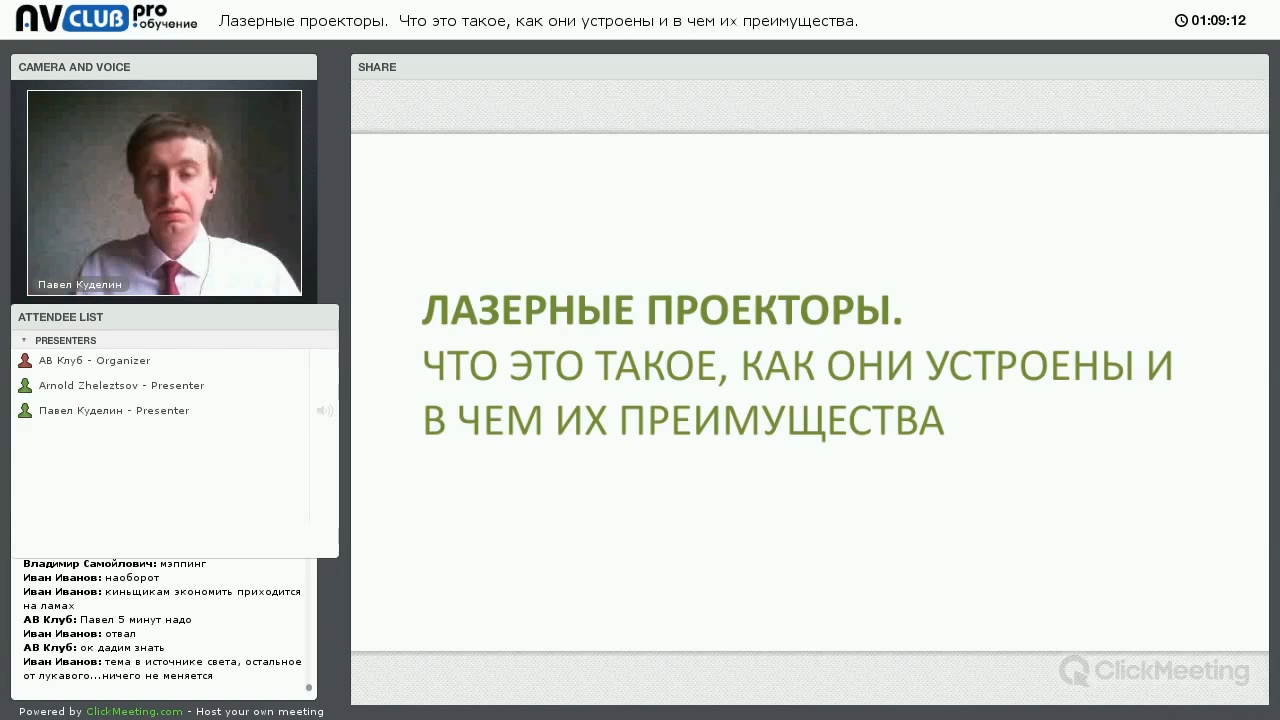 AVCLUB.pro
обучение
Лазерные проекторы. Что это такое, как они устроены и в чем их преимущества.
01:09:12
CAMERA AND VOICE
Павел Куделин
ATTENDEE LIST
PRESENTERS
АВ Клуб - Organizer
Arnold Zheleztsov - Presenter
Павел Куделин - Presenter
Владимир Самойлович: мэппинг
Иван Иванов: наоборот
Иван Иванов: киньщикам экономить приходится
на ламах
АВ Клуб: Павел 5 минут надо
Иван Иванов: отвал
АВ Клуб: ок дадим знать
Иван Иванов: тема в источнике света, остальное
от лукавого...ничего не меняется
Powered by ClickMeeting.com - Host your own meeting
SHARE
ЛАЗЕРНЫЕ ПРОЕКТОРЫ.
ЧТО ЭТО ТАКОЕ, КАК ОНИ УСТРОЕНЫ И
В ЧЕМ ИХ ПРЕИМУЩЕСТВА
ClickMeeting